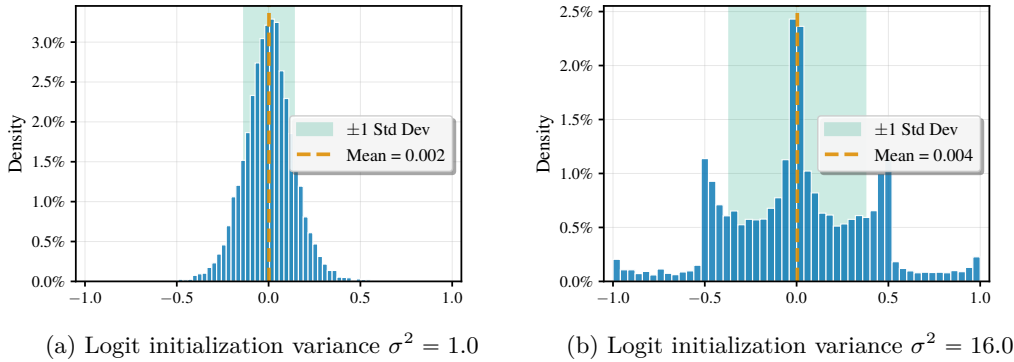 3.0%
2.5%
2.0%
1.5%
1.0%
0.5%
0.0%
Density
±1 Std Dev
Mean = 0.002
−1.0 −0.5 0.0 0.5 1.0
(a) Logit initialization variance σ² = 1.0
2.5%
2.0%
1.5%
1.0%
0.5%
0.0%
Density
±1 Std Dev
Mean = 0.004
−1.0 −0.5 0.0 0.5 1.0
(b) Logit initialization variance σ² = 16.0